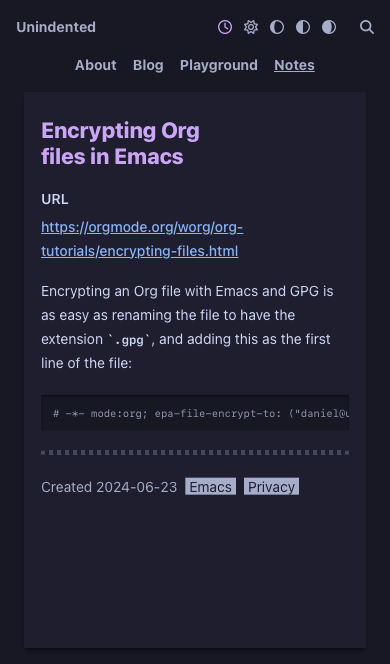 Unindented
About Blog Playground Notes
Encrypting Org
files in Emacs
URL
https://orgmode.org/worg/org-
tutorials/encrypting-files.html
Encrypting an Org file with Emacs and GPG is
as easy as renaming the file to have the
extension `.gpg`, and adding this as the first
line of the file:
# -*- mode:org; epa-file-encrypt-to: ("daniel@u
Created 2024-06-23 Emacs Privacy